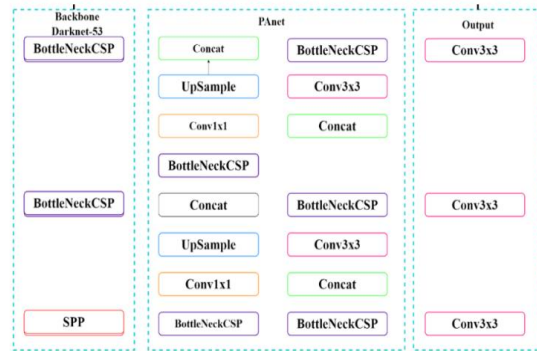 Backbone
Darknet-53
PAnet
Output
BottleNeckCSP
Concat
BottleNeckCSP
Conv3x3
UpSample
Conv3x3
Conv1x1
Concat
BottleNeckCSP
BottleNeckCSP
Concat
BottleNeckCSP
Conv3x3
UpSample
Conv3x3
Conv1x1
Concat
SPP
BottleNeckCSP
BottleNeckCSP
Conv3x3